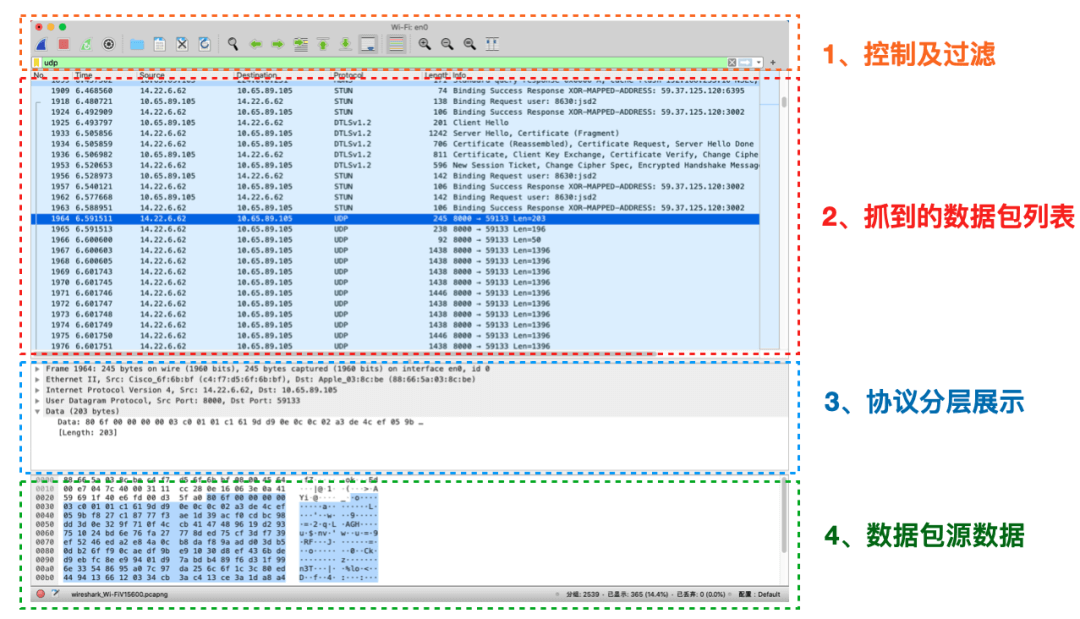 Wi-Fi: en0
udp
No. Time Source Destination Protocol Length Info
1909 6.468560 14.22.6.62 10.65.89.105 STUN 74 Binding Success Response XOR-MAPPED-ADDRESS: 59.37.125.120:6395
1918 6.480721 10.65.89.105 14.22.6.62 STUN 138 Binding Request user: 8630:jsd2
1924 6.492909 14.22.6.62 10.65.89.105 STUN 106 Binding Success Response XOR-MAPPED-ADDRESS: 59.37.125.120:3002
1925 6.493797 10.65.89.105 14.22.6.62 DTLSv1.2 201 Client Hello
1933 6.505856 14.22.6.62 10.65.89.105 DTLSv1.2 1242 Server Hello, Certificate (Fragment)
1934 6.505859 14.22.6.62 10.65.89.105 DTLSv1.2 706 Certificate (Reassembled), Certificate Request, Server Hello Done
1936 6.506982 10.65.89.105 14.22.6.62 DTLSv1.2 811 Certificate, Client Key Exchange, Certificate Verify, Change Ciphe
1953 6.520653 14.22.6.62 10.65.89.105 DTLSv1.2 596 New Session Ticket, Change Cipher Spec, Encrypted Handshake Messag
1956 6.528973 14.22.6.62 10.65.89.105 STUN 142 Binding Request user: 8630:jsd2
1957 6.540121 14.22.6.62 10.65.89.105 STUN 106 Binding Success Response XOR-MAPPED-ADDRESS: 59.37.125.120:3002
1962 6.577668 10.65.89.105 14.22.6.62 STUN 142 Binding Request user: 8630:jsd2
1963 6.588951 14.22.6.62 10.65.89.105 STUN 106 Binding Success Response XOR-MAPPED-ADDRESS: 59.37.125.120:3002
1964 6.591511 14.22.6.62 10.65.89.105 UDP 245 8000 → 59133 Len=203
1965 6.591513 14.22.6.62 10.65.89.105 UDP 238 8000 → 59133 Len=196
1966 6.600600 14.22.6.62 10.65.89.105 UDP 92 8000 → 59133 Len=50
1967 6.600603 14.22.6.62 10.65.89.105 UDP 1438 8000 → 59133 Len=1396
1968 6.600605 14.22.6.62 10.65.89.105 UDP 1438 8000 → 59133 Len=1396
1969 6.601743 14.22.6.62 10.65.89.105 UDP 1438 8000 → 59133 Len=1396
1970 6.601745 14.22.6.62 10.65.89.105 UDP 1438 8000 → 59133 Len=1396
1971 6.601746 14.22.6.62 10.65.89.105 UDP 1446 8000 → 59133 Len=1396
1972 6.601747 14.22.6.62 10.65.89.105 UDP 1438 8000 → 59133 Len=1396
1973 6.601748 14.22.6.62 10.65.89.105 UDP 1438 8000 → 59133 Len=1396
1974 6.601749 14.22.6.62 10.65.89.105 UDP 1438 8000 → 59133 Len=1396
1975 6.601750 14.22.6.62 10.65.89.105 UDP 1446 8000 → 59133 Len=1396
1976 6.601751 14.22.6.62 10.65.89.105 UDP 1438 8000 → 59133 Len=1396
Frame 1964: 245 bytes on wire (1960 bits), 245 bytes captured (1960 bits) on interface en0, id 0
Ethernet II, Src: Cisco_6f:6b:bf (c4:f7:d5:6f:6b:bf), Dst: Apple_03:8c:be (88:66:5a:03:8c:be)
Internet Protocol Version 4, Src: 14.22.6.62, Dst: 10.65.89.105
User Datagram Protocol, Src Port: 8000, Dst Port: 59133
Data (203 bytes)
Data: 80 6f 00 00 00 00 03 c0 01 01 c1 61 9d d9 0e 0c 0c 02 a3 de 4c ef 05 9b …
[Length: 203]
0010 00 e7 04 7c 40 00 31 11 cc 28 0e 16 06 3e 0a 41
0020 59 69 1f 40 e6 fd 00 d3 5f a0 80 6f 00 00 00 00
0030 03 c0 01 01 c1 61 9d d9 0e 0c 0c 02 a3 de 4c ef
0040 05 9b f8 27 c1 87 77 f3 ae 1d 39 ac f0 cd bc 98
0050 dd 3d 0e 32 9f 71 0f 4c cb 41 47 48 96 19 d2 93
0060 75 10 24 bd 6e 76 fa 27 77 8d ed 75 cf 3d f7 39
0070 ef 52 46 ed a2 e8 4a 0c b8 da f8 9a ad d0 3d b5
0080 0d b2 6f f9 0c ae df 9b e9 10 30 d8 ef 43 6b de
0090 d9 eb fc 8e e9 94 01 d9 7a bd b4 89 f6 d3 1f 99
00a0 6e 33 54 86 95 a0 7c 97 da 25 6c 6f 1c 3c 80 ed
00b0 44 94 13 66 12 03 34 cb 3a c4 13 ce 3a 1d a8 a4
wireshark_Wi-FiV15600.pcapng
分组: 2539 · 已显示: 365 (14.4%) · 已丢弃: 0 (0.0%)
配置: Default
1、控制及过滤
2、抓到的数据包列表
3、协议分层展示
4、数据包源数据